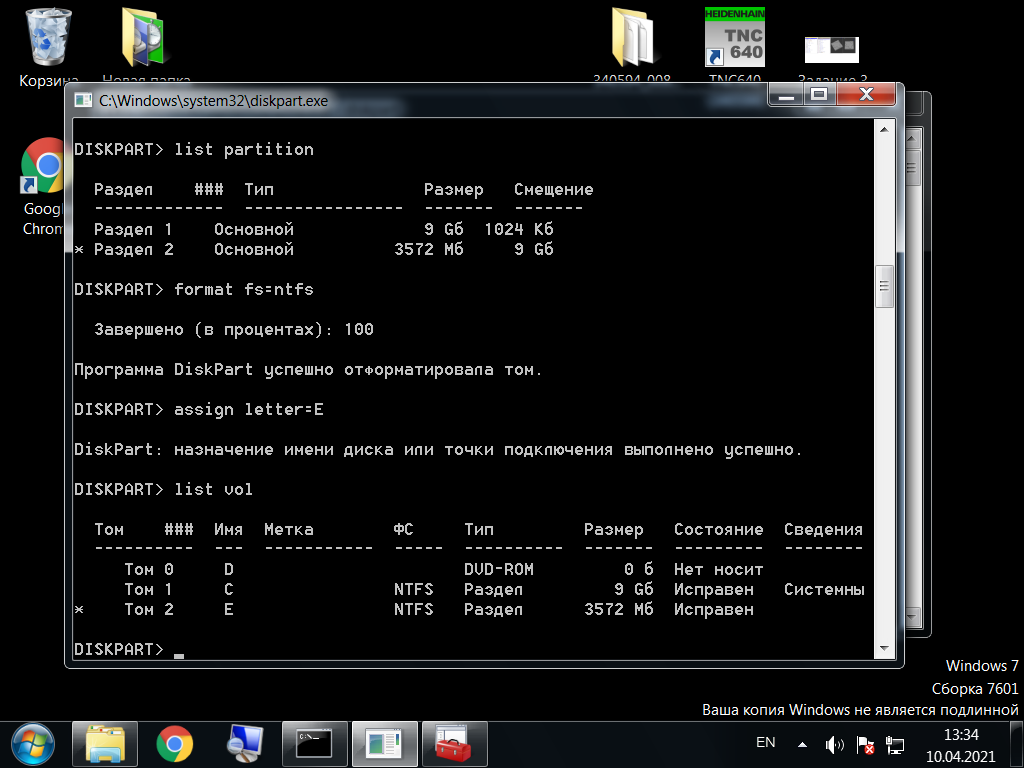 HEIDENHAIN
TNC
640
Корзина
Новая папка
340594_008
TNC640
Задание 3
C:\Windows\system32\diskpart.exe
DISKPART> list partition
Раздел ### Тип Размер Смещение
------------- ---------------- ------- -------
Раздел 1 Основной 9 Gб 1024 Kб
* Раздел 2 Основной 3572 Mб 9 Gб
DISKPART> format fs=ntfs
Завершено (в процентах): 100
Программа DiskPart успешно отформатировала том.
DISKPART> assign letter=E
DiskPart: назначение имени диска или точки подключения выполнено успешно.
DISKPART> list vol
Том ### Имя Метка ФС Тип Размер Состояние Сведения
---------- --- ----------- ----- ---------- ------- --------- --------
Том 0 D DVD-ROM 0 б Нет носит
Том 1 C NTFS Раздел 9 Gб Исправен Системны
* Том 2 E NTFS Раздел 3572 Mб Исправен
DISKPART>
Goog
Chrom
Windows 7
Сборка 7601
Ваша копия Windows не является подлинной
EN
13:34
10.04.2021